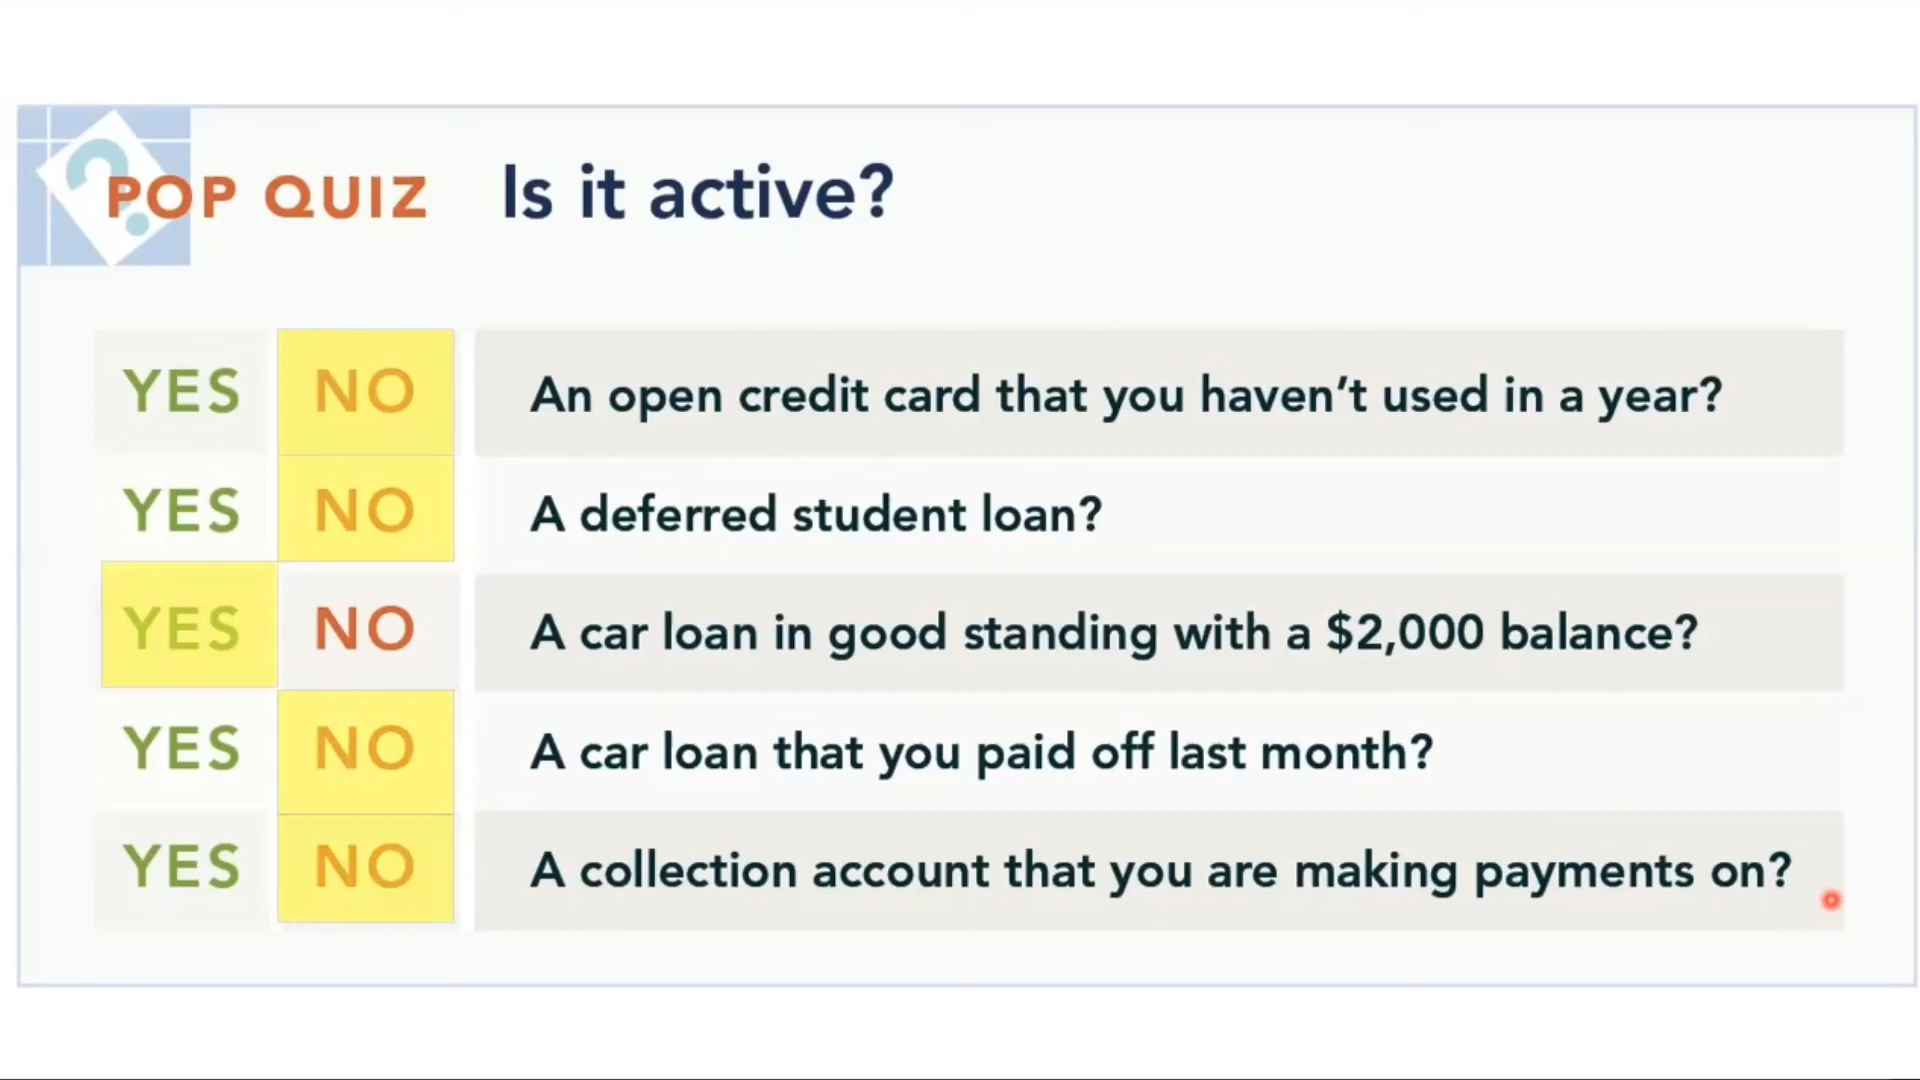 POP QUIZ Is it active?
YES NO An open credit card that you haven’t used in a year?
YES NO A deferred student loan?
YES NO A car loan in good standing with a $2,000 balance?
YES NO A car loan that you paid off last month?
YES NO A collection account that you are making payments on?